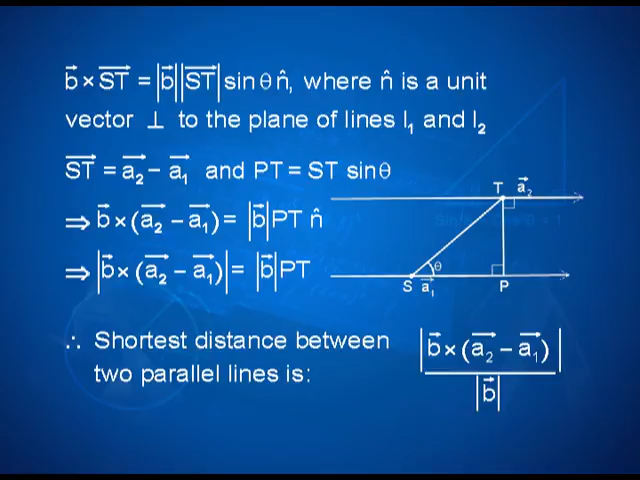 b⃗ × S͞T⃗ = |b⃗||S͞T⃗| sin θ n̂, where n̂ is a unit
vector ⊥ to the plane of lines l₁ and l₂
S͞T⃗ = a⃗₂ − a⃗₁ and PT = ST sinθ
⇒ b⃗ × (a⃗₂ − a⃗₁) = |b⃗| PT n̂
⇒ |b⃗ × (a⃗₂ − a⃗₁)| = |b⃗| PT
T a⃗₂
θ
S a⃗₁ P
∴ Shortest distance between
two parallel lines is:
|b⃗ × (a⃗₂ − a⃗₁)|
|b⃗|